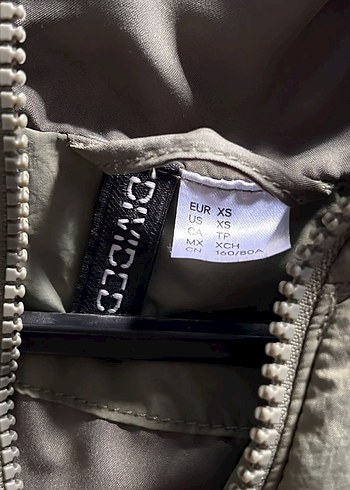 DIVIDED
EUR XS
US XS
CA TP
MX XCH
CN 160/80A